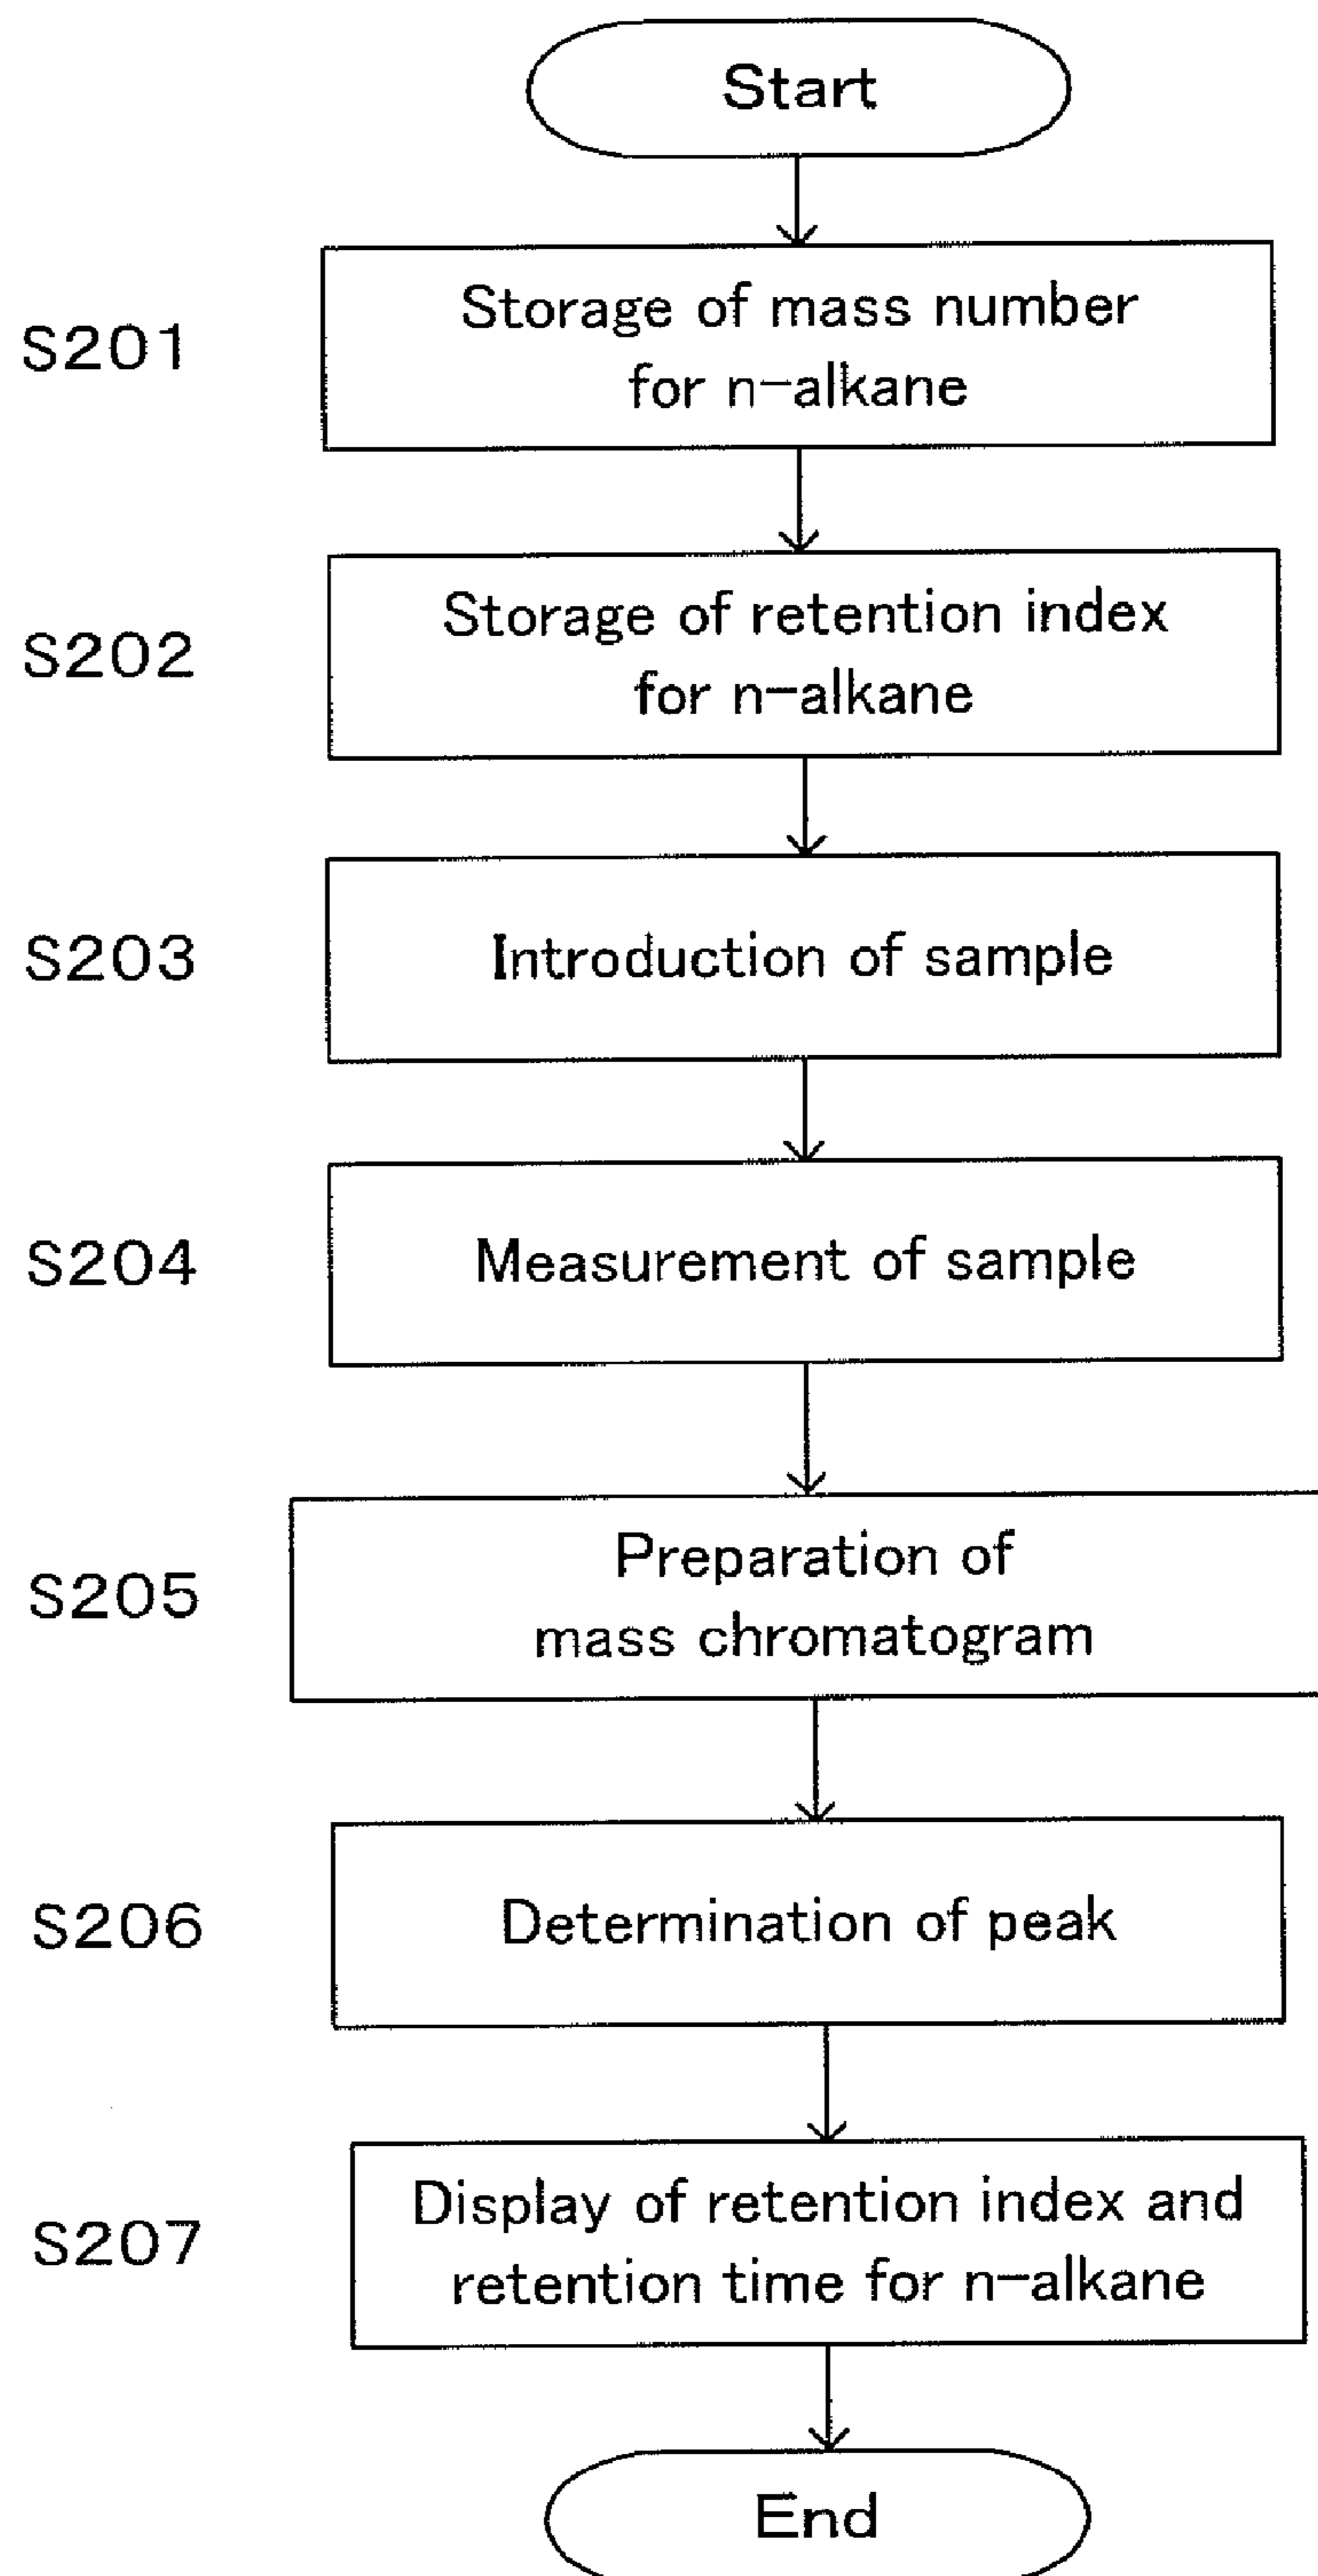 Start
S201
Storage of mass number
for n-alkane
S202
Storage of retention index
for n-alkane
S203
Introduction of sample
S204
Measurement of sample
S205
Preparation of
mass chromatogram
S206
Determination of peak
S207
Display of retention index and
retention time for n-alkane
End